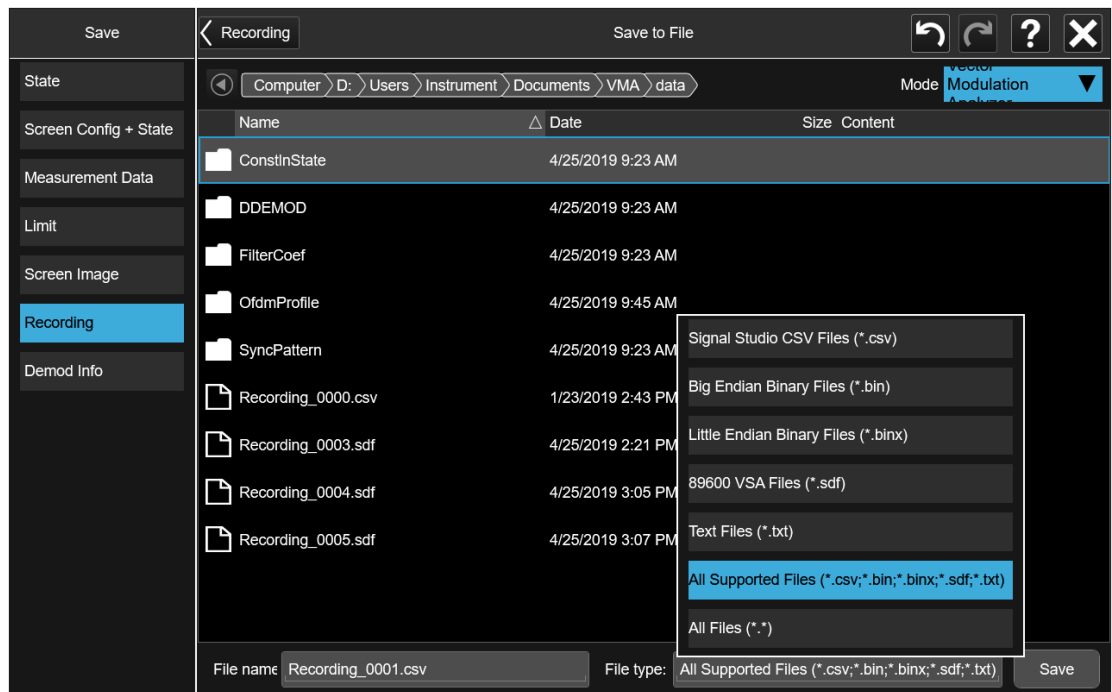 Save
Recording
Save to File
?
State
Screen Config + State
Measurement Data
Limit
Screen Image
Recording
Demod Info
Computer D: Users Instrument Documents VMA data
Mode
Vector
Modulation
Analyzer
Name Date Size Content
ConstInState 4/25/2019 9:23 AM
DDEMOD 4/25/2019 9:23 AM
FilterCoef 4/25/2019 9:23 AM
OfdmProfile 4/25/2019 9:45 AM
SyncPattern 4/25/2019 9:23 AM
Recording_0000.csv 1/23/2019 2:43 PM
Recording_0003.sdf 4/25/2019 2:21 PM
Recording_0004.sdf 4/25/2019 3:05 PM
Recording_0005.sdf 4/25/2019 3:07 PM
Signal Studio CSV Files (*.csv)
Big Endian Binary Files (*.bin)
Little Endian Binary Files (*.binx)
89600 VSA Files (*.sdf)
Text Files (*.txt)
All Supported Files (*.csv;*.bin;*.binx;*.sdf;*.txt)
All Files (*.*)
File name Recording_0001.csv File type: All Supported Files (*.csv;*.bin;*.binx;*.sdf;*.txt) Save